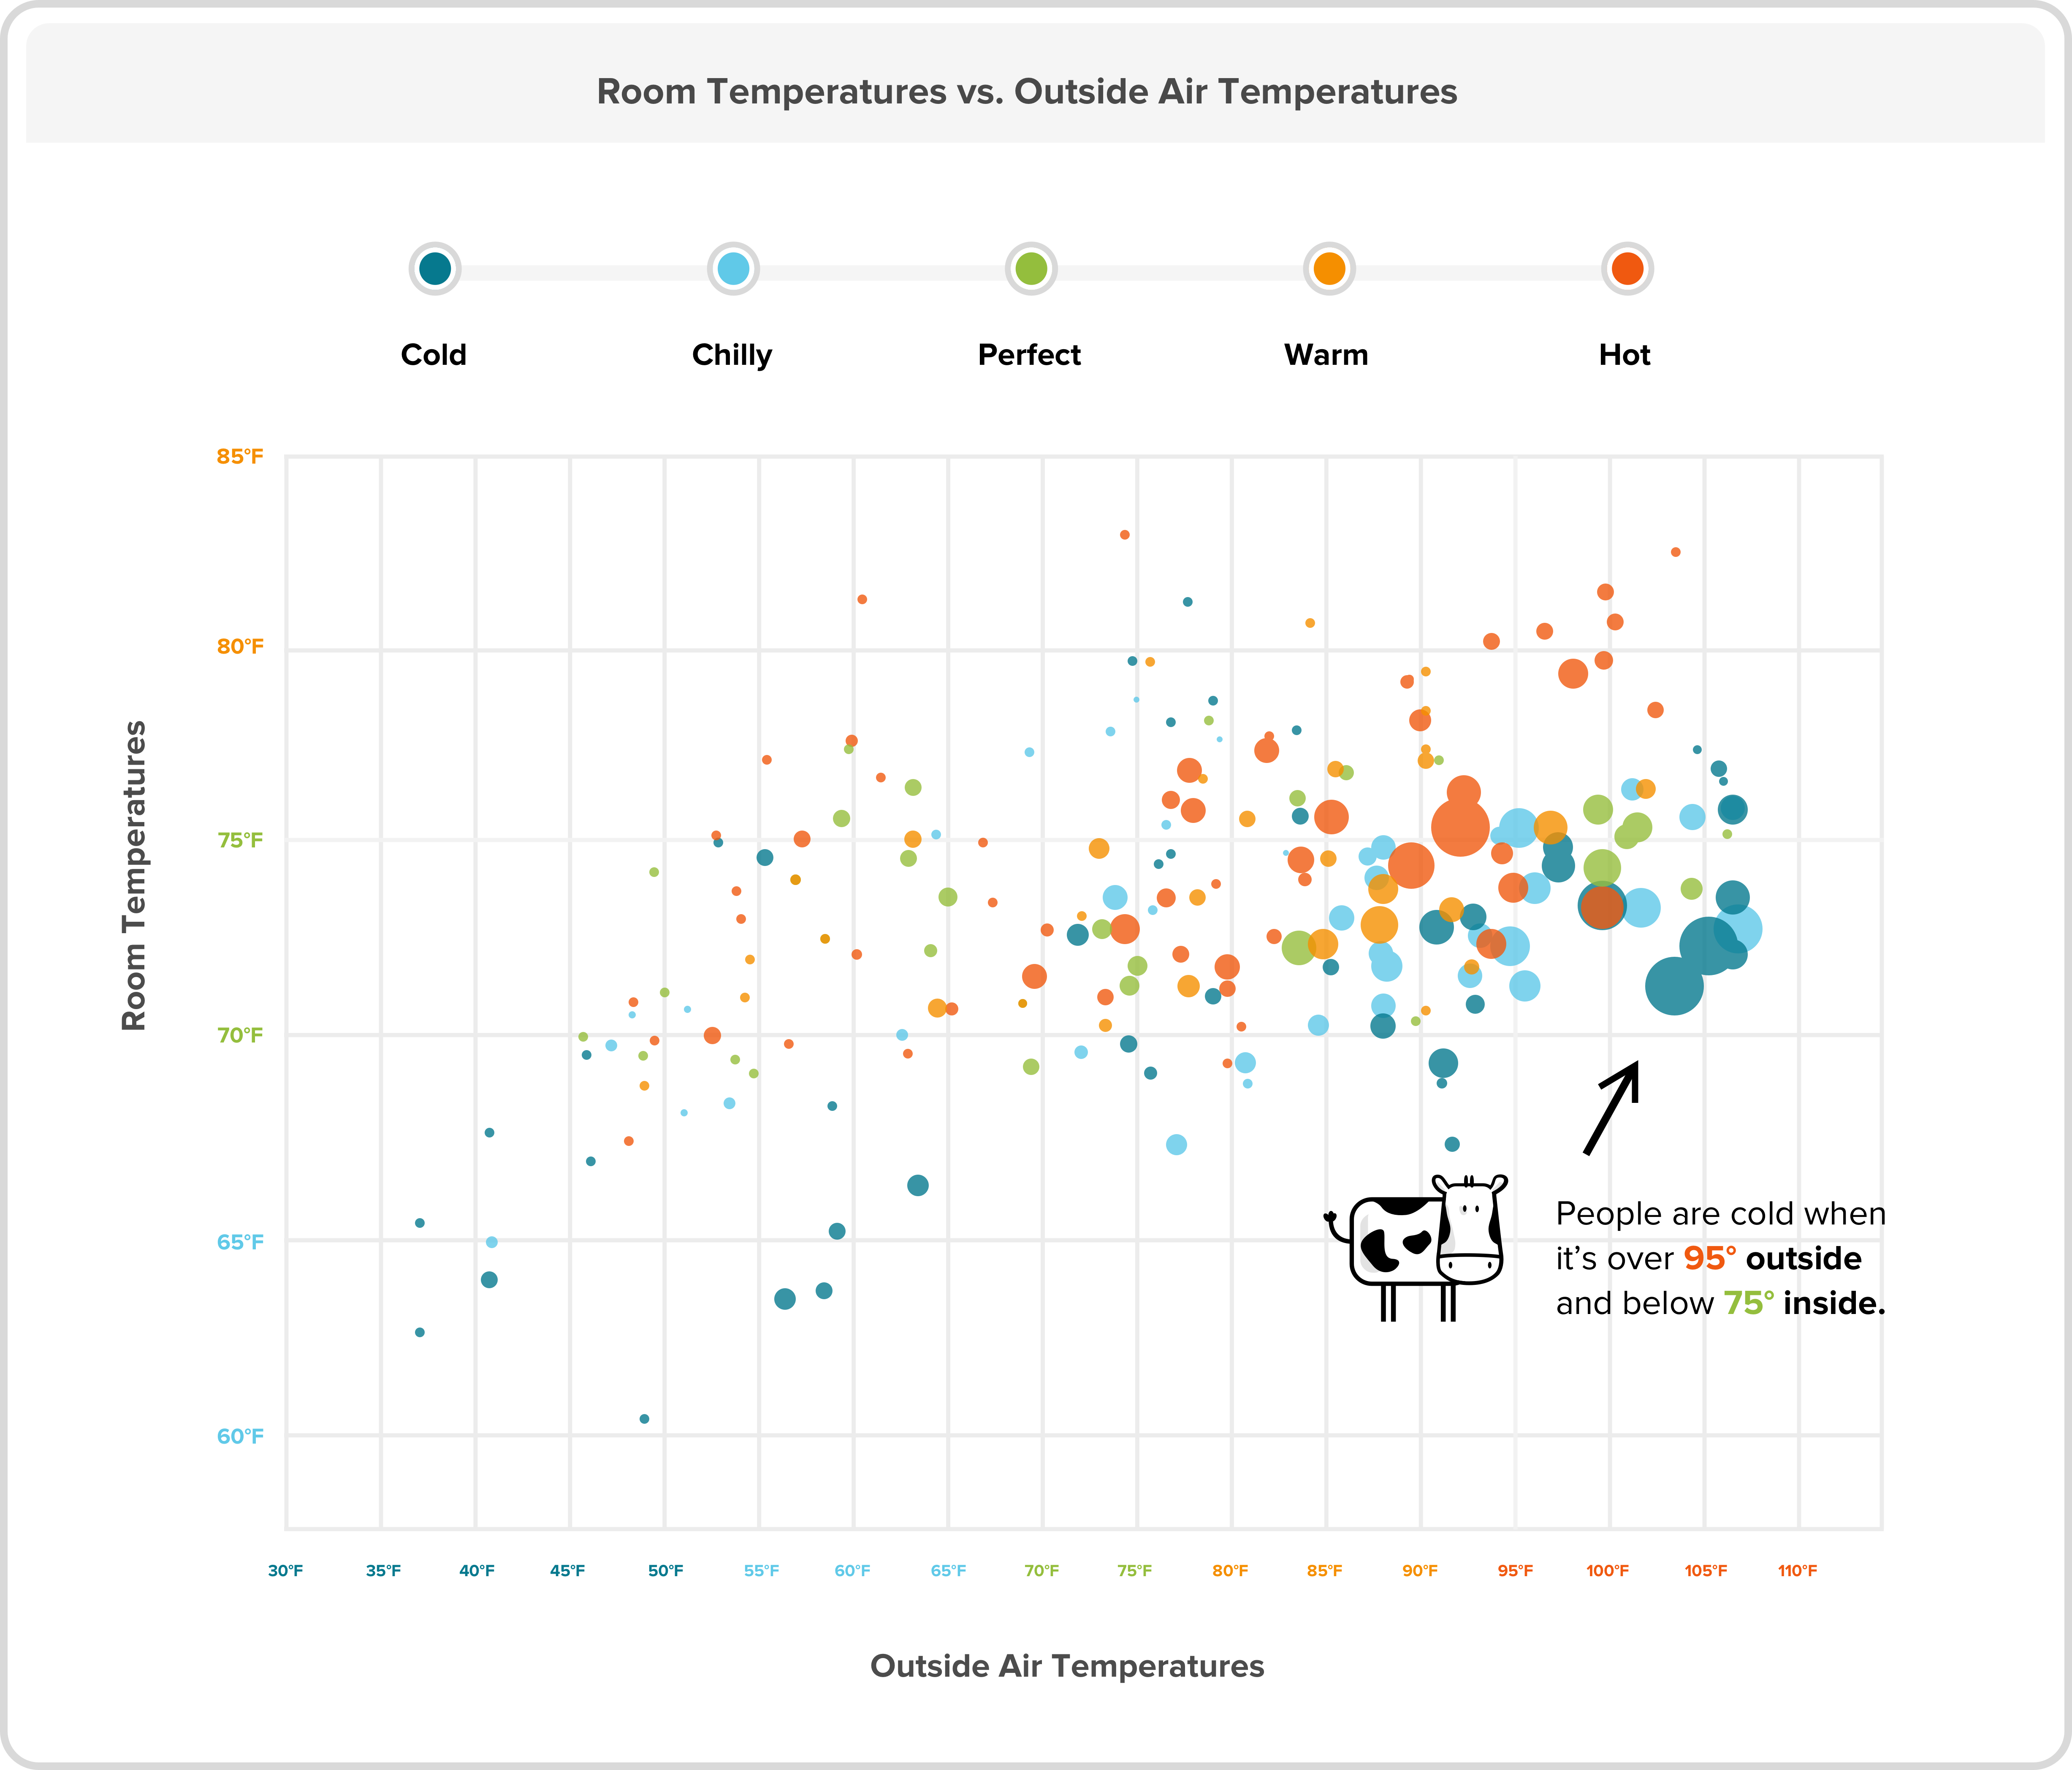 Room Temperatures vs. Outside Air Temperatures
Cold
Chilly
Perfect
Warm
Hot
85°F
80°F
75°F
70°F
65°F
60°F
Room Temperatures
People are cold when
it's over 95° outside
and below 75° inside.
30°F
35°F
40°F
45°F
50°F
55°F
60°F
65°F
70°F
75°F
80°F
85°F
90°F
95°F
100°F
105°F
110°F
Outside Air Temperatures